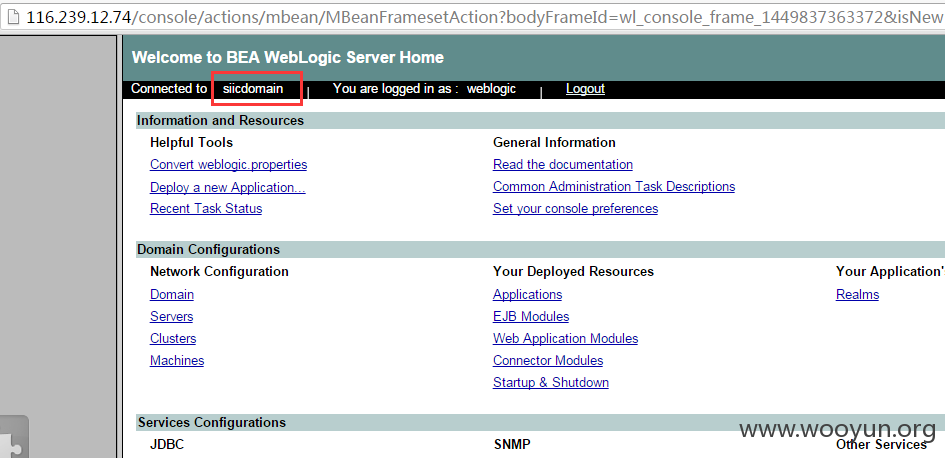 116.239.12.74/console/actions/mbean/MBeanFramesetAction?bodyFrameId=wl_console_frame_1449837363372&isNew
Welcome to BEA WebLogic Server Home
Connected to siicdomain | You are logged in as : weblogic | Logout
Information and Resources
Helpful Tools General Information
Convert weblogic.properties Read the documentation
Deploy a new Application... Common Administration Task Descriptions
Recent Task Status Set your console preferences
Domain Configurations
Network Configuration Your Deployed Resources Your Application'
Domain Applications Realms
Servers EJB Modules
Clusters Web Application Modules
Machines Connector Modules
Startup & Shutdown
Services Configurations
JDBC SNMP Other Services
www.wooyun.org